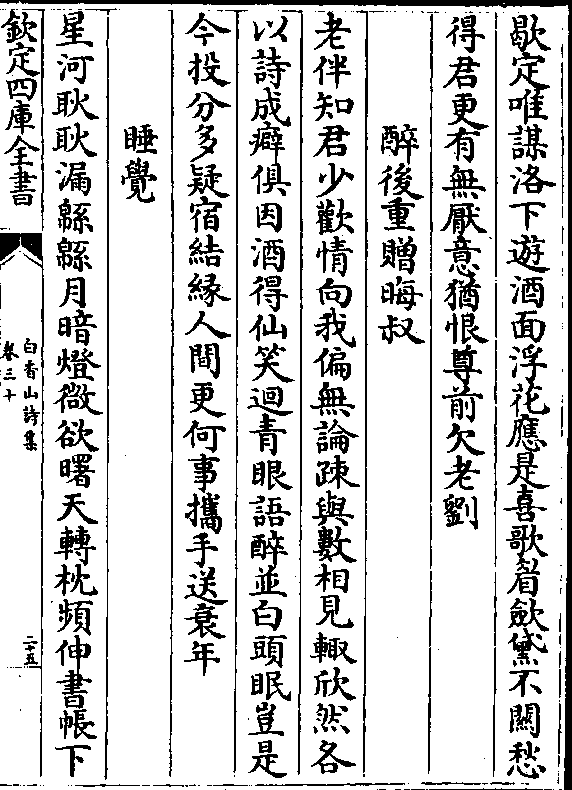 歇定唯謀洛下遊酒面浮花應是喜歌眉斂黛不關愁
得君更有無厭意猶恨尊前欠老劉
醉後重贈晦叔
老伴知君少歡情向我偏無論疎與數相見輙欣然各
以詩成癖俱因酒得仙笑迴青眼語醉並白頭眠豈是
今投分多疑宿結縁人間更何事攜手送衰年
睡覺
星河耿耿漏緜緜月暗燈微欲曙天轉枕頻伸書帳下
欽定四庫全書
白香山詩集
卷三十
二十五